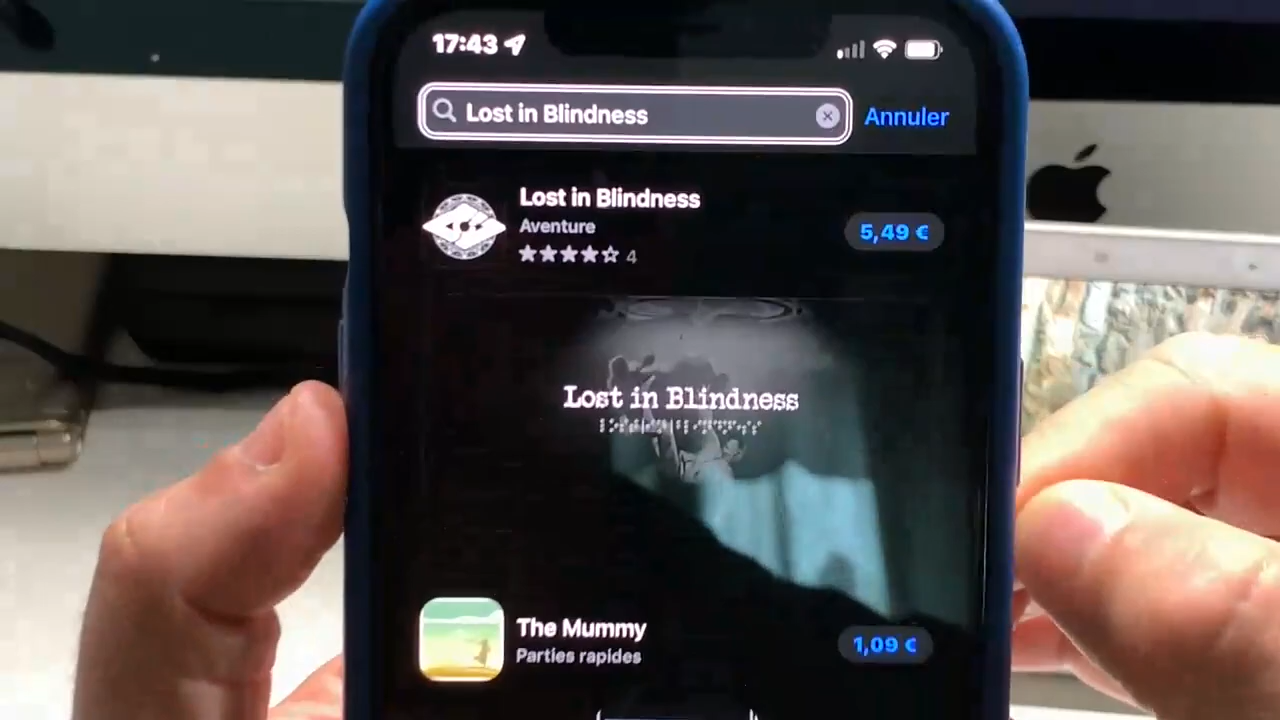 17:43
Lost in Blindness
Annuler
Lost in Blindness
Aventure
4
5,49 €
Lost in Blindness
The Mummy
Parties rapides
1,09 €